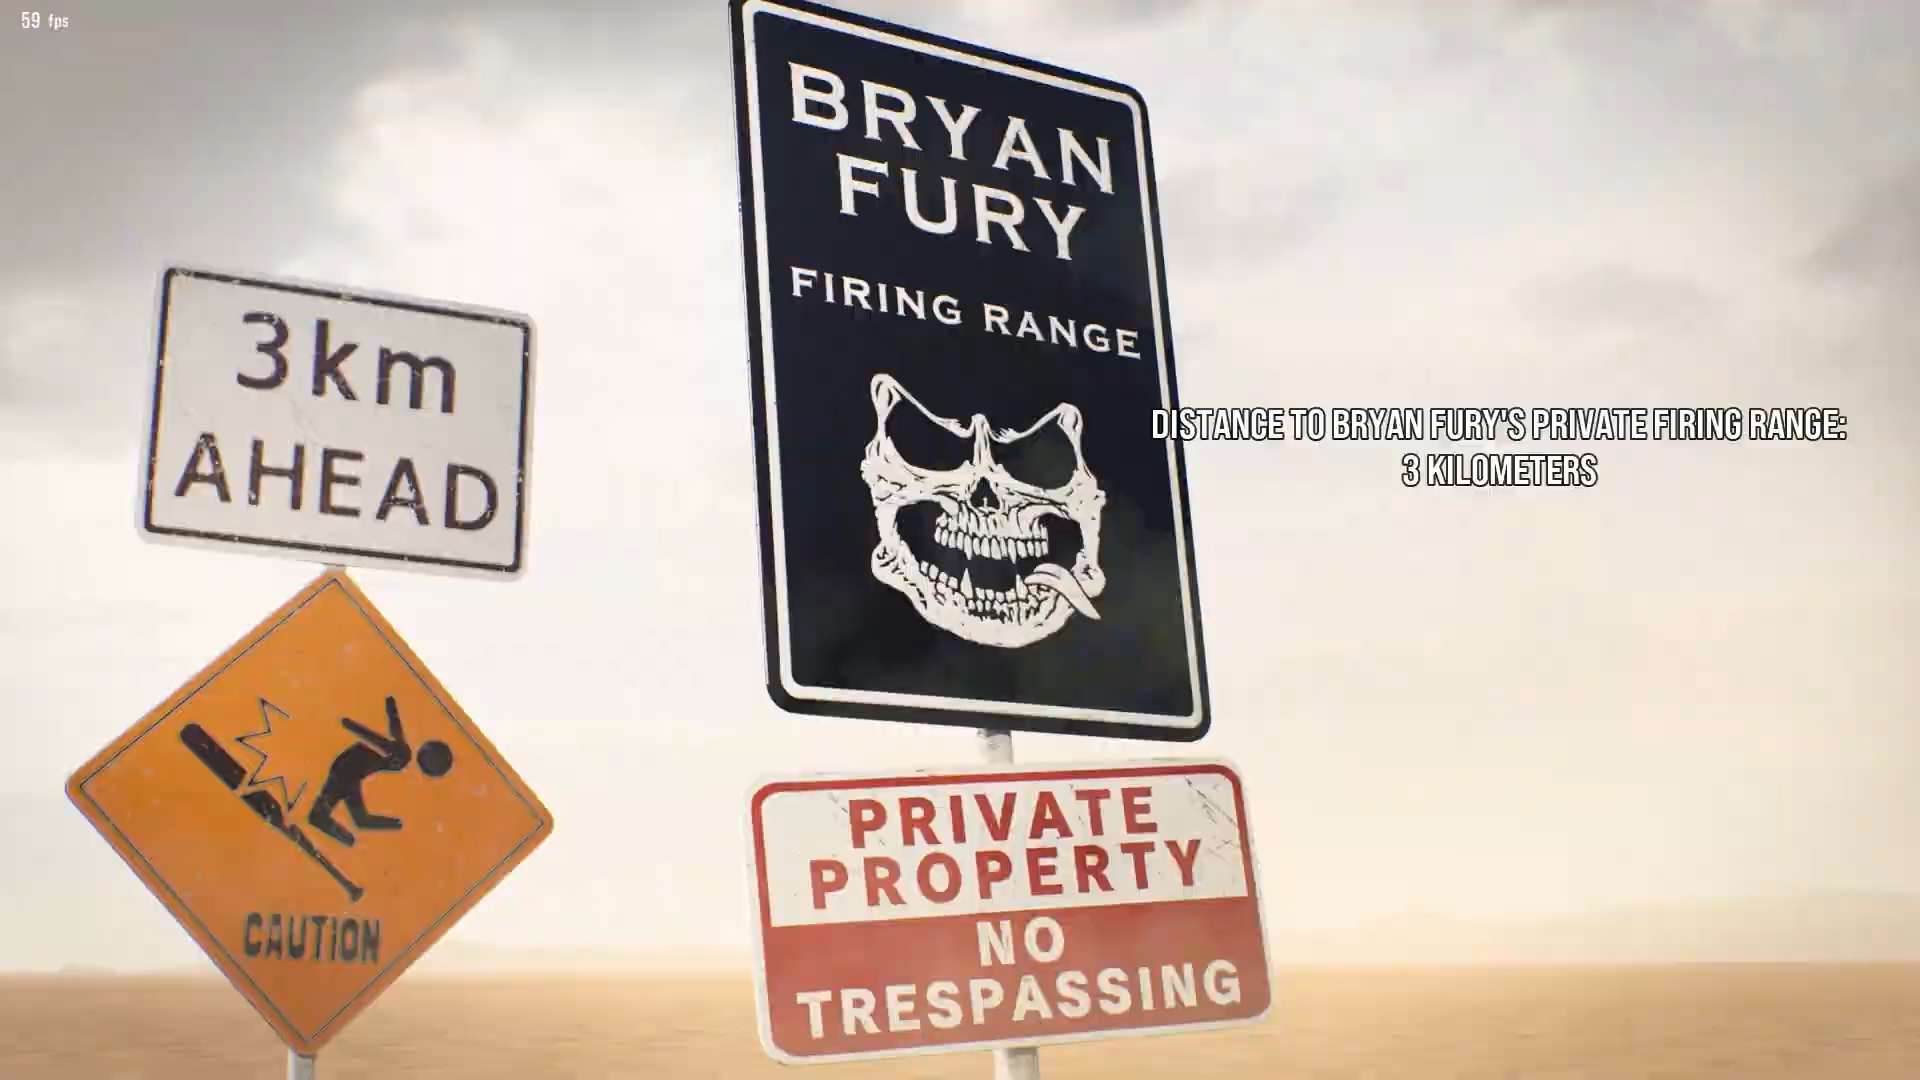 59 fps
BRYAN
FURY
FIRING RANGE
3km
AHEAD
DISTANCE TO BRYAN FURY'S PRIVATE FIRING RANGE:
3 KILOMETERS
CAUTION
PRIVATE
PROPERTY
NO
TRESPASSING